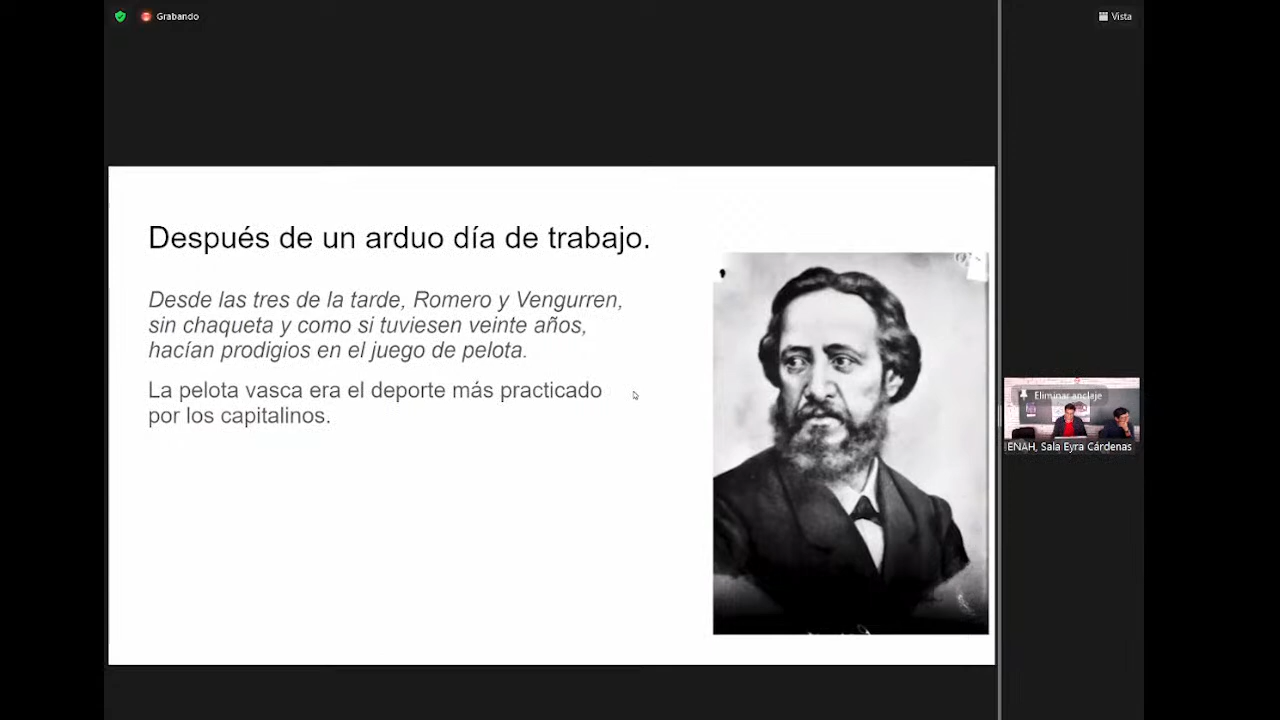 Grabando
Vista
Después de un arduo día de trabajo.
Desde las tres de la tarde, Romero y Vengurren,
sin chaqueta y como si tuviesen veinte años,
hacían prodigios en el juego de pelota.
La pelota vasca era el deporte más practicado
por los capitalinos.
Eliminar anclaje
ENAH, Sala Eyra Cárdenas